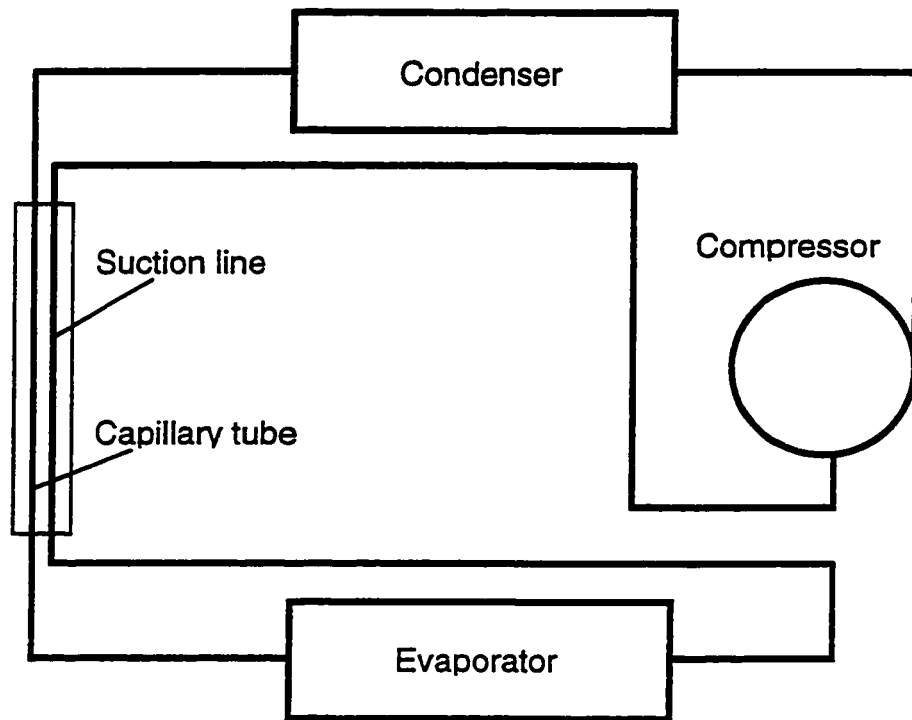 Condenser
Compressor
Suction line
Capillary tube
Evaporator